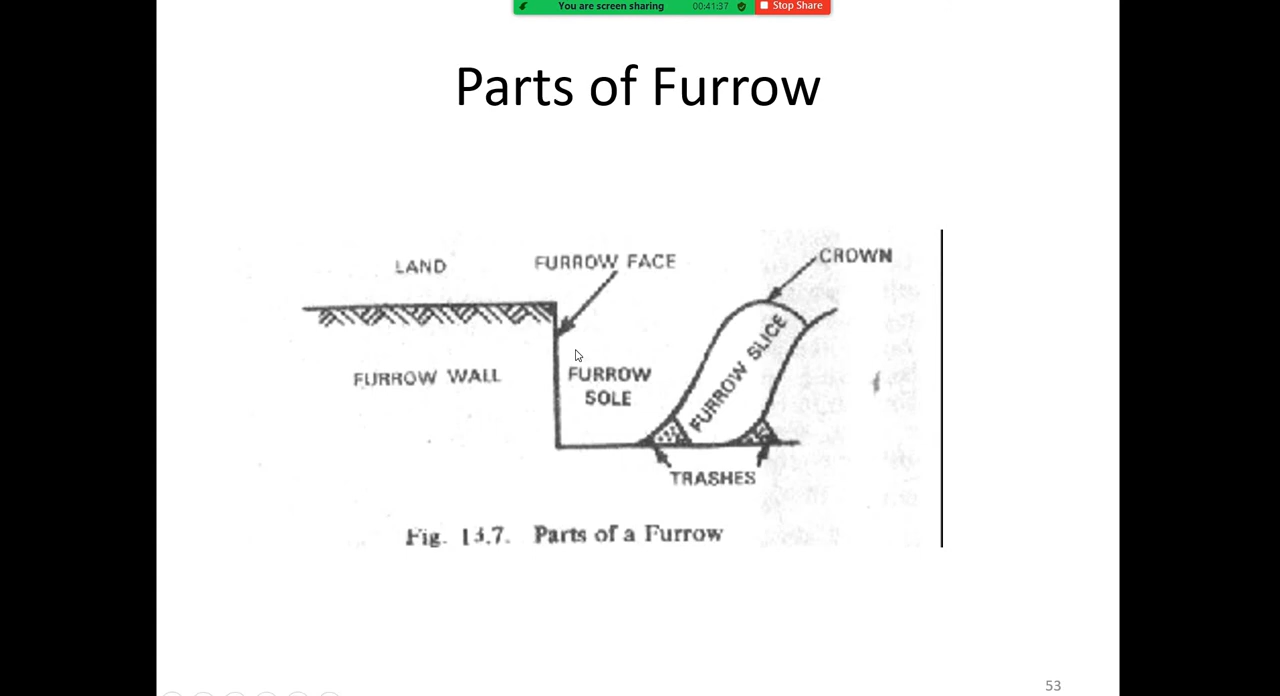 You are screen sharing 00:41:37 Stop Share
Parts of Furrow
LAND
FURROW FACE
CROWN
FURROW WALL
FURROW
SOLE
FURROW SLICE
TRASHES
Fig. 13.7. Parts of a Furrow
53